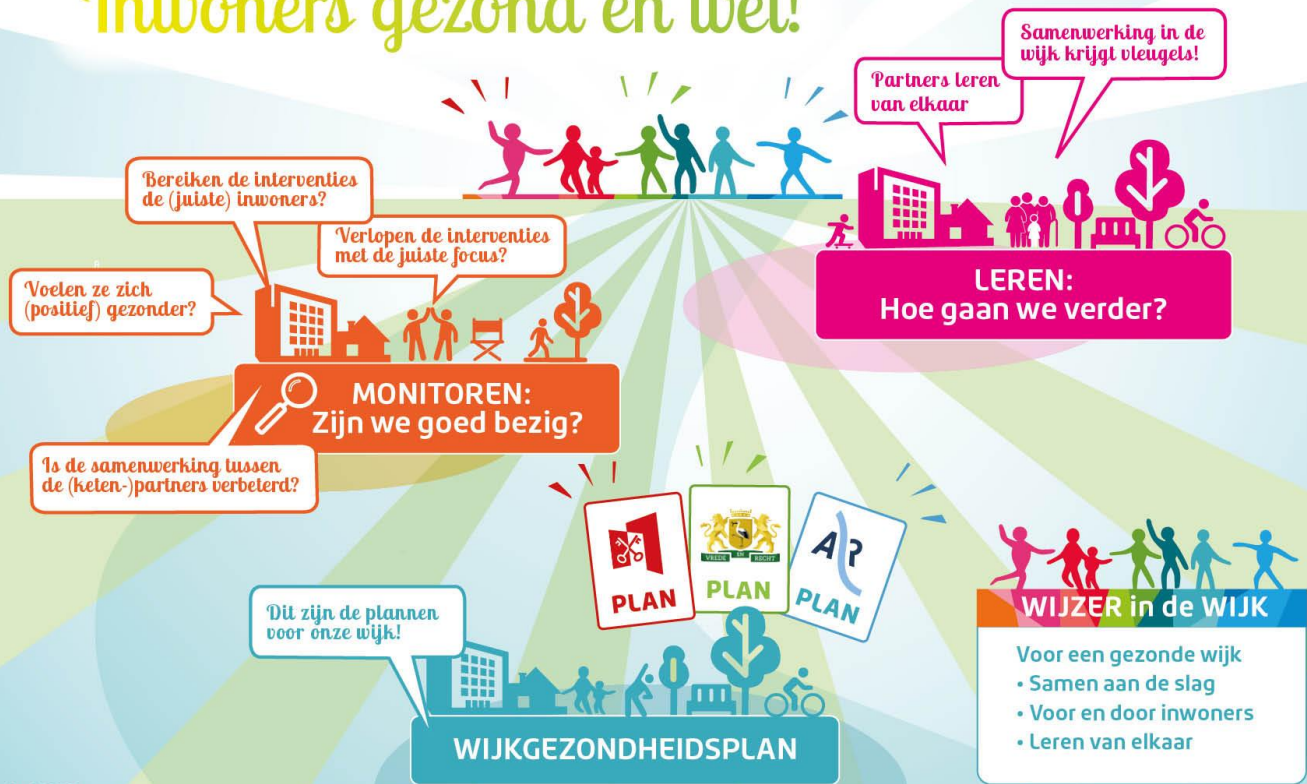 Inwoners gezond en wel!
Samenwerking in de
wijk krijgt vleugels!
Partners leren
van elkaar
LEREN:
Hoe gaan we verder?
Bereiken de interventies
de (juiste) inwoners?
Verlopen de interventies
met de juiste focus?
Voelen ze zich
(positief) gezonder?
MONITOREN:
Zijn we goed bezig?
Is de samenwerking tussen
de (keten-)partners verbeterd?
PLAN
VREDE EN RECHT
PLAN
A R
PLAN
Dit zijn de plannen
voor onze wijk!
WIJKGEZONDHEIDSPLAN
WIJZER in de WIJK
Voor een gezonde wijk
• Samen aan de slag
• Voor en door inwoners
• Leren van elkaar